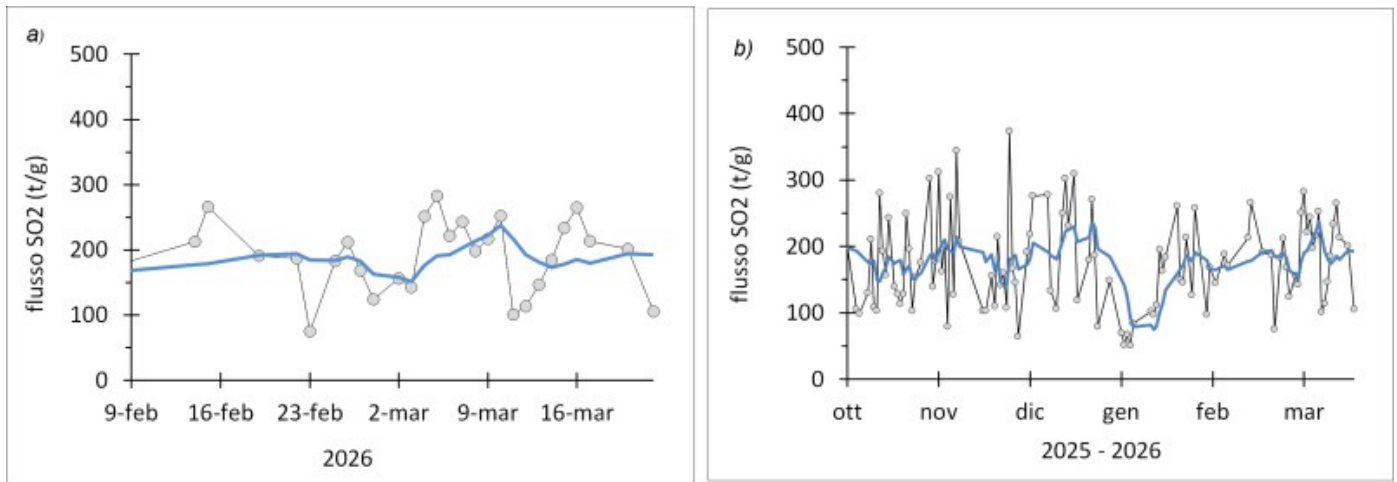 a)
500
400
300
200
100
0
flusso SO2 (t/g)
9-feb 16-feb 23-feb 2-mar 9-mar 16-mar
2026
b)
500
400
300
200
100
0
flusso SO2 (t/g)
ott nov dic gen feb mar
2025 - 2026